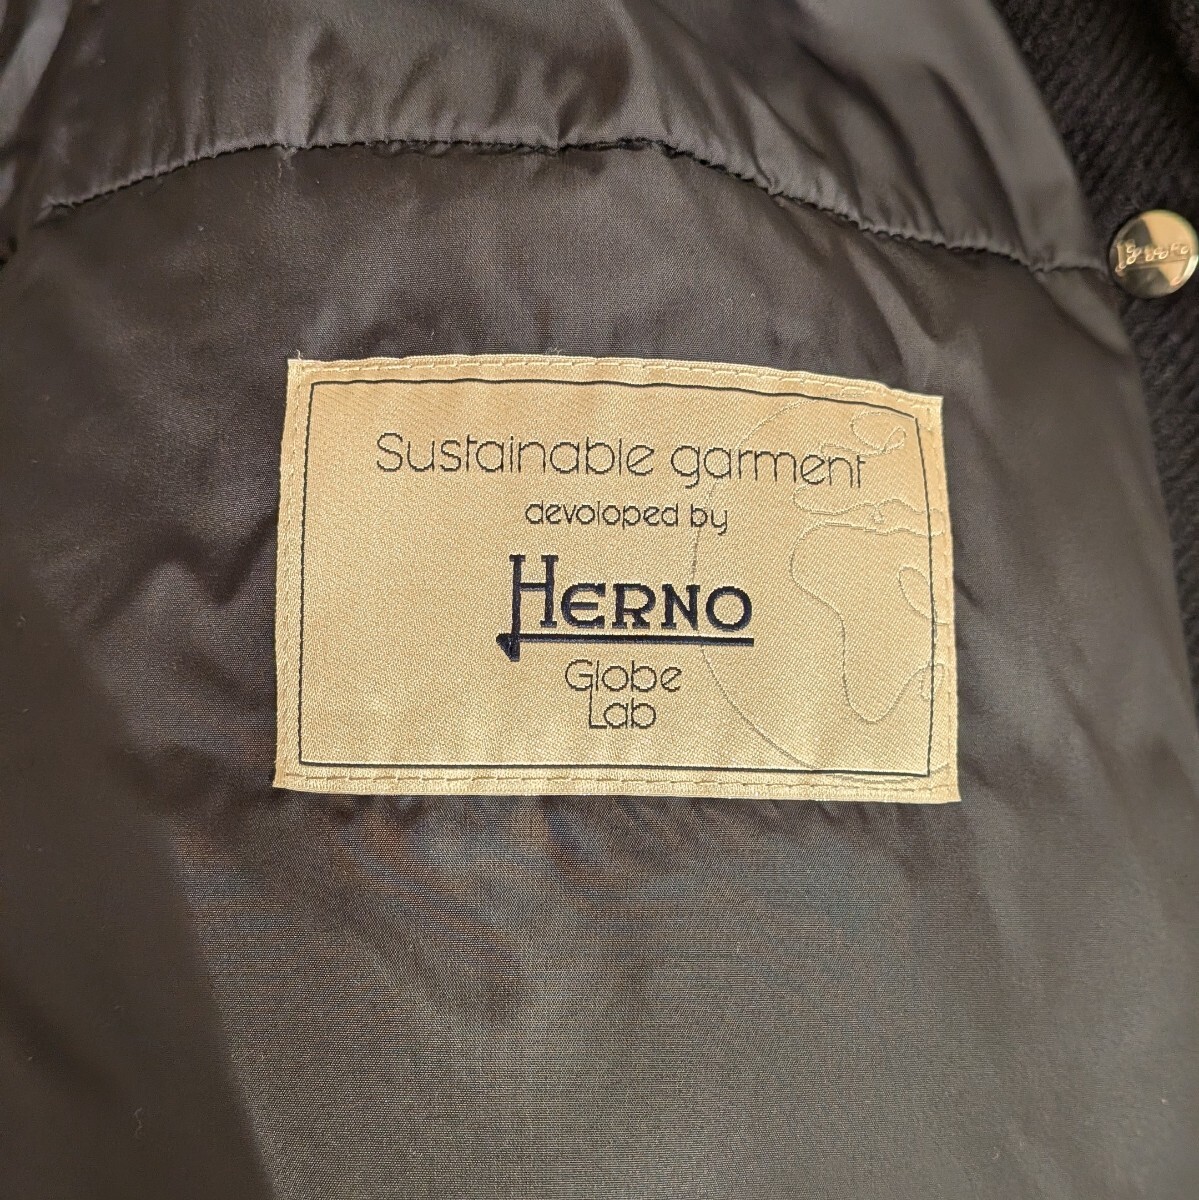 Sustainable garment
devoloped by
HERNO
Globe
Lab